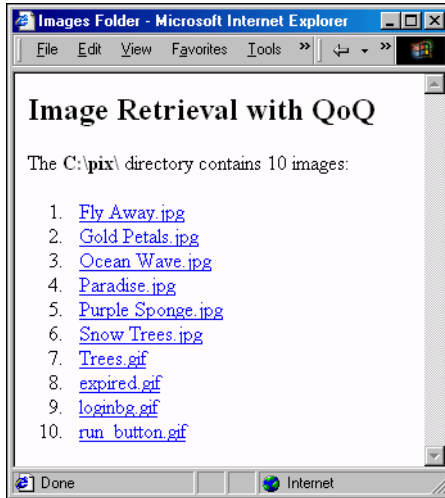 Images Folder - Microsoft Internet Explorer
File Edit View Favorites Tools » »
Image Retrieval with QoQ
The C:\pix\ directory contains 10 images:
1. Fly Away.jpg
2. Gold Petals.jpg
3. Ocean Wave.jpg
4. Paradise.jpg
5. Purple Sponge.jpg
6. Snow Trees.jpg
7. Trees.gif
8. expired.gif
9. loginbg.gif
10. run_button.gif
Done Internet